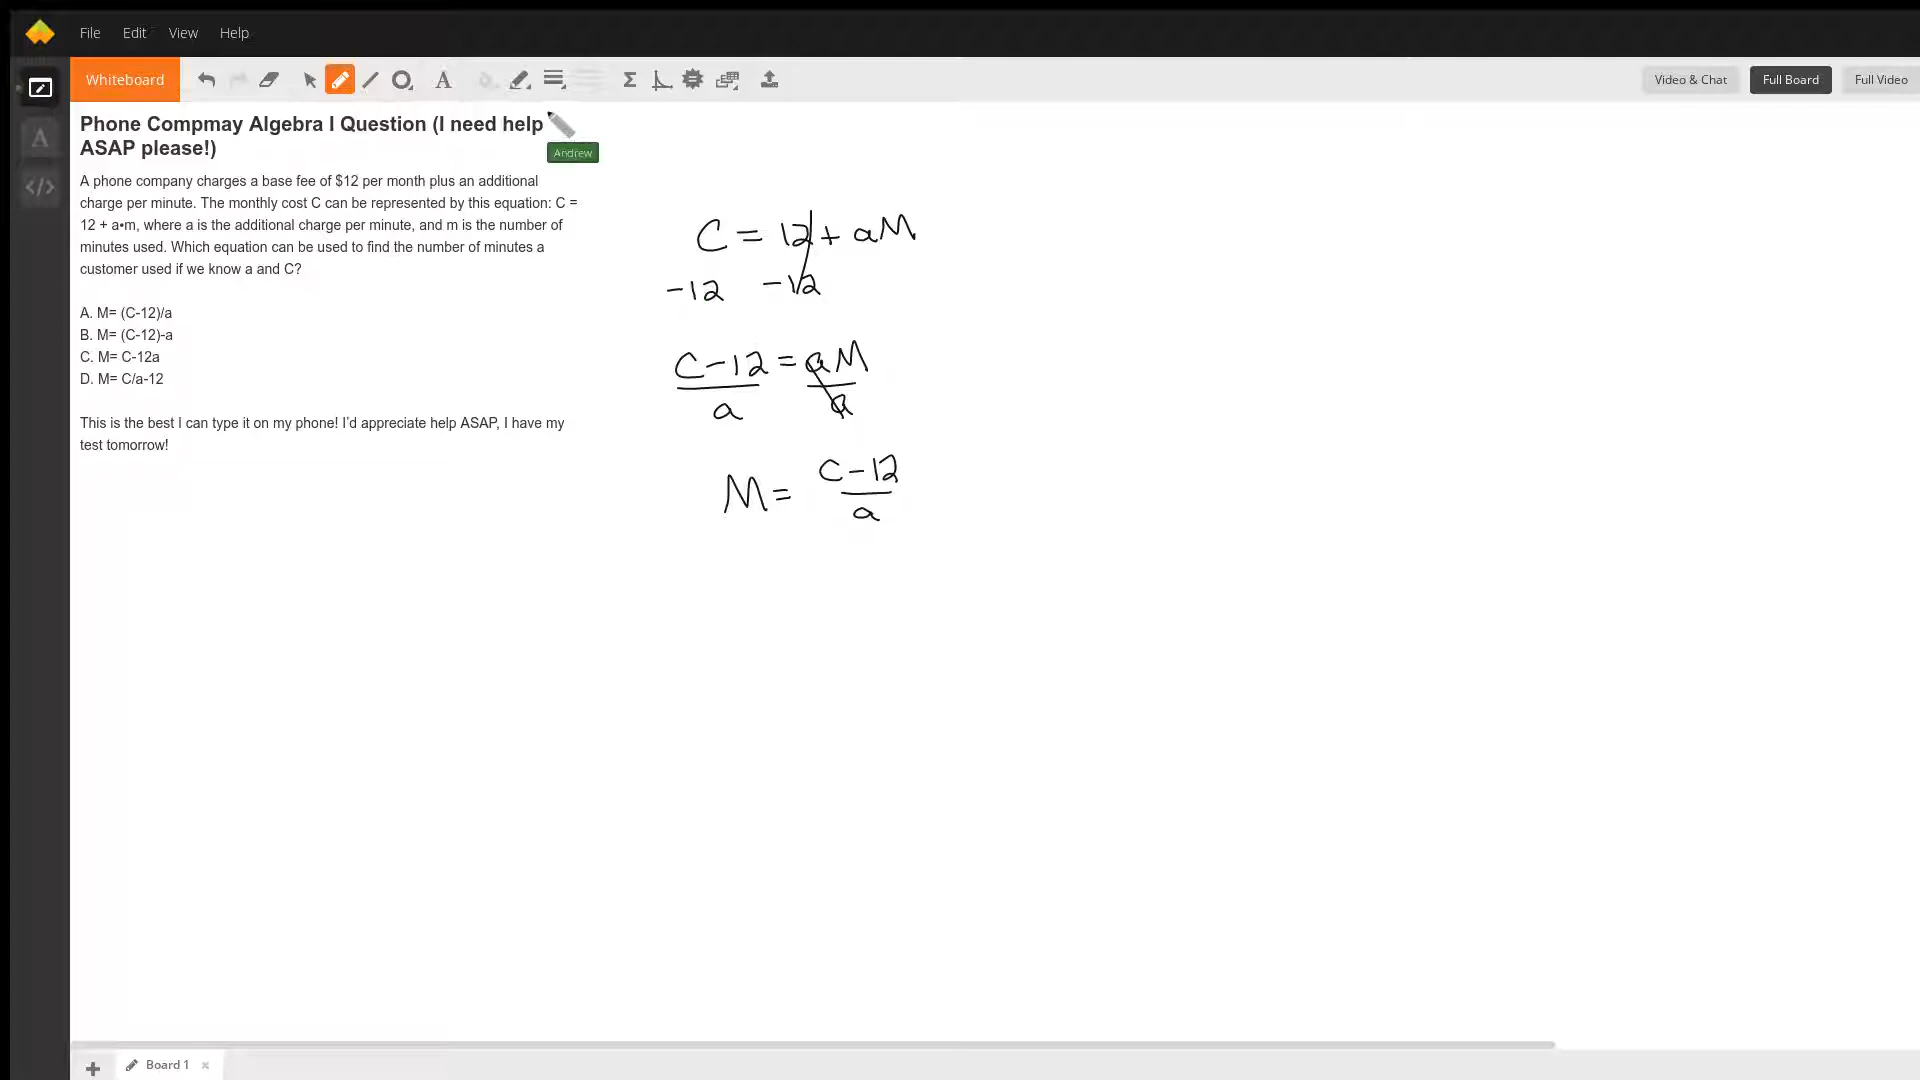 File Edit View Help
Whiteboard
A
Σ
Video & Chat
Full Board
Full Video
A
</>
Phone Compmay Algebra I Question (I need help
ASAP please!)
Andrew
A phone company charges a base fee of $12 per month plus an additional
charge per minute. The monthly cost C can be represented by this equation: C =
12 + a•m, where a is the additional charge per minute, and m is the number of
minutes used. Which equation can be used to find the number of minutes a
customer used if we know a and C?
A. M= (C-12)/a
B. M= (C-12)-a
C. M= C-12a
D. M= C/a-12
This is the best I can type it on my phone! I'd appreciate help ASAP, I have my
test tomorrow!
C = 12 + aM
-12 -12
C-12 = aM
a a
M = C-12
a
Board 1